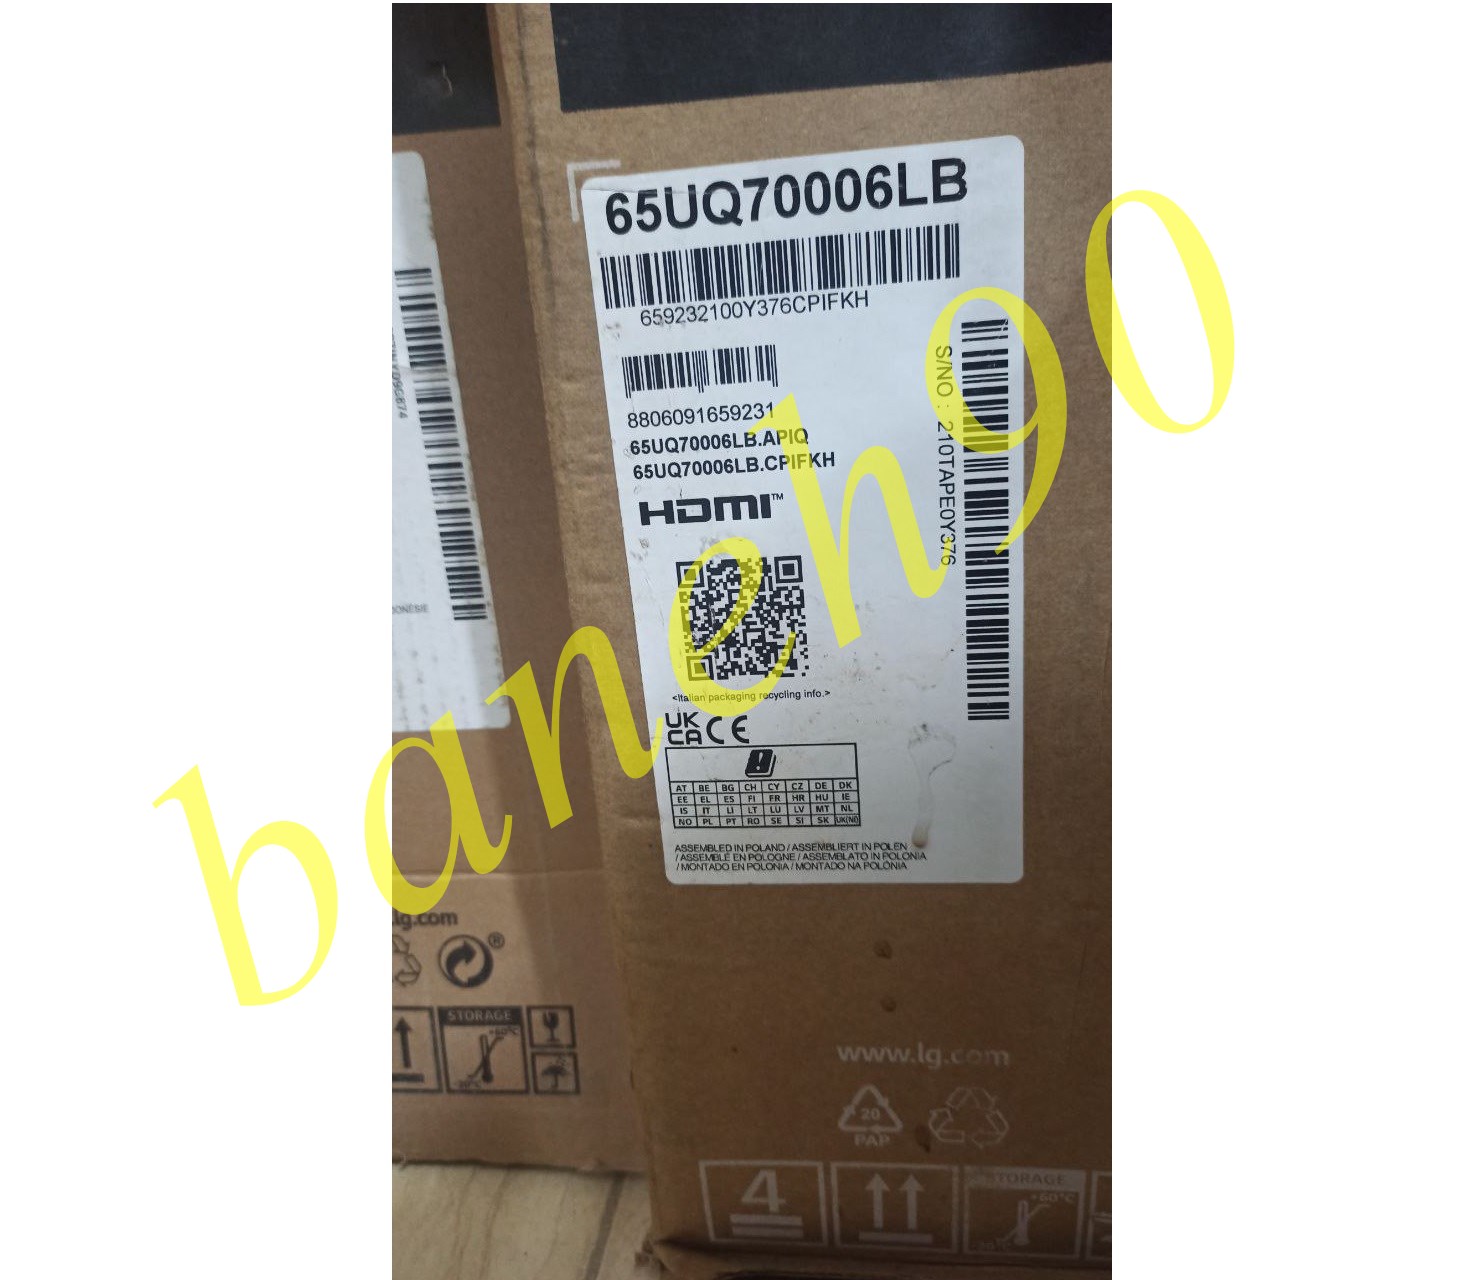 65UQ70006LB
659232100Y376CPIFKH
8806091659231
65UQ70006LB.APIQ
65UQ70006LB.CPIFKH
HDMI™
S/NO : 210TAPE0Y376
<Italian packaging recycling info.>
UK
CA CE
AT BE BG CH CY CZ DE DK
EE EL ES FI FR HR HU IE
IS IT LI LT LU LV MT NL
NO PL PT RO SE SI SK UK(NI)
ASSEMBLED IN POLAND / ASSEMBLIERT IN POLEN
/ ASSEMBLÉ EN POLOGNE / ASSEMBLATO IN POLONIA
/ MONTADO EN POLONIA / MONTADO NA POLÓNIA
baneh90
.lg.com
®
STORAGE
www.lg.com
20
PAP
4
STORAGE
+60°C